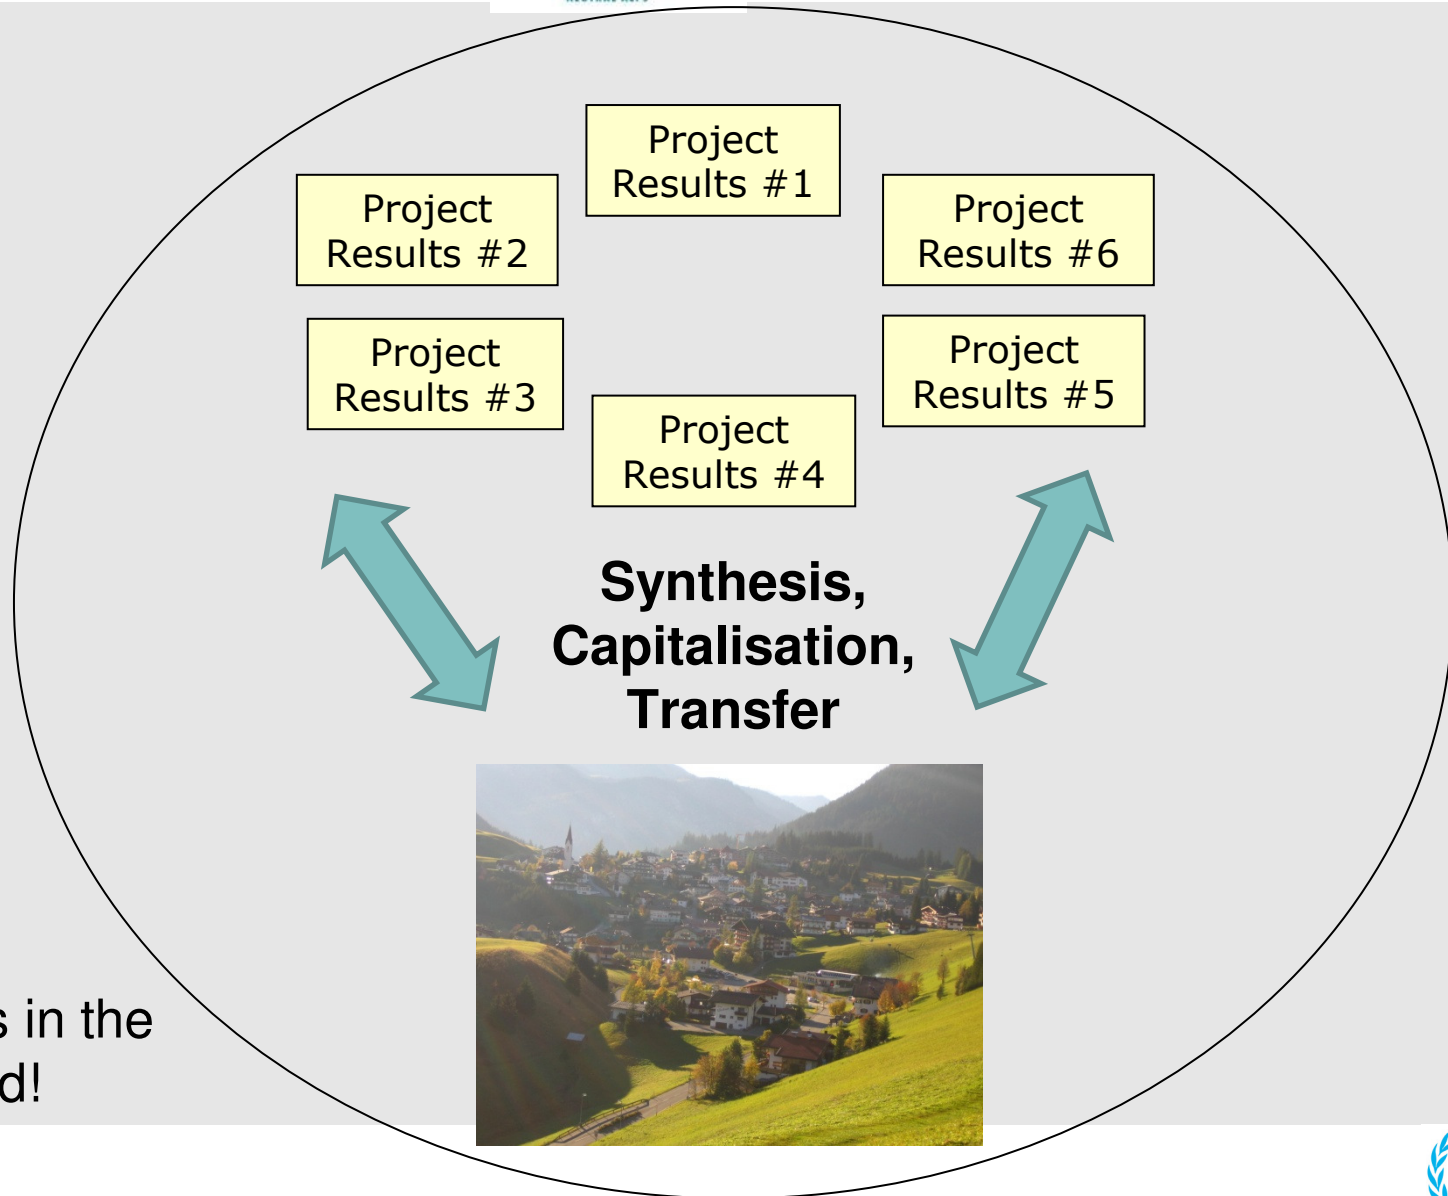 Project
Results #1
Project
Results #2
Project
Results #6
Project
Results #3
Project
Results #5
Project
Results #4
Synthesis,
Capitalisation,
Transfer
s in the
d!